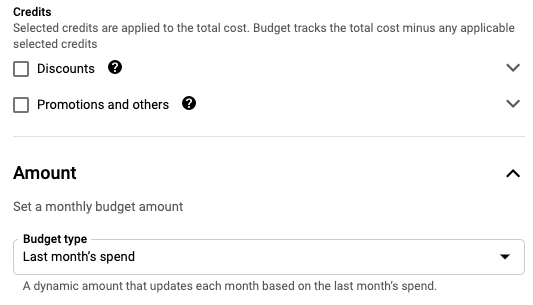 Credits
Selected credits are applied to the total cost. Budget tracks the total cost minus any applicable
selected credits
Discounts ?
Promotions and others ?
Amount
Set a monthly budget amount
Budget type
Last month's spend
A dynamic amount that updates each month based on the last month's spend.